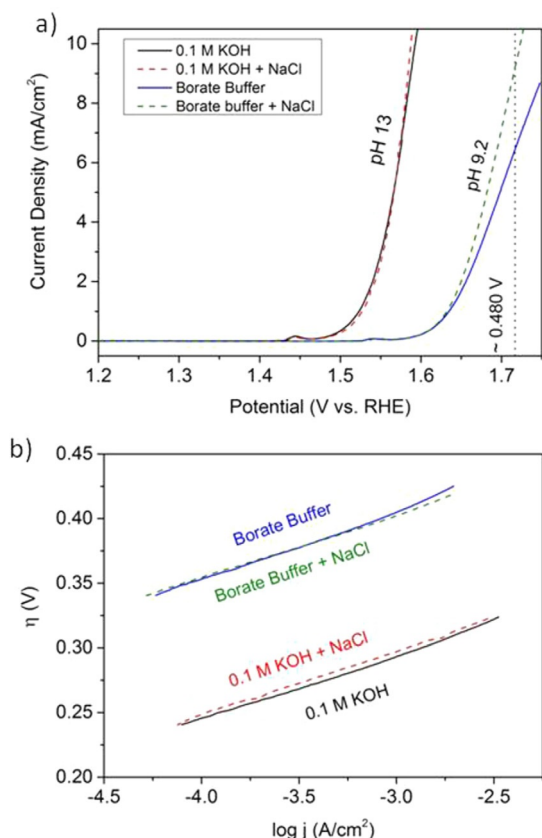 a)
0.1 M KOH
0.1 M KOH + NaCl
Borate Buffer
Borate buffer + NaCl
pH 13
pH 9.2
~ 0.480 V
Current Density (mA/cm²)
10
8
6
4
2
0
1.2
1.3
1.4
1.5
1.6
1.7
Potential (V vs. RHE)
b)
η (V)
0.45
0.40
0.35
0.30
0.25
0.20
Borate Buffer
Borate Buffer + NaCl
0.1 M KOH + NaCl
0.1 M KOH
-4.5
-4.0
-3.5
-3.0
-2.5
log j (A/cm²)